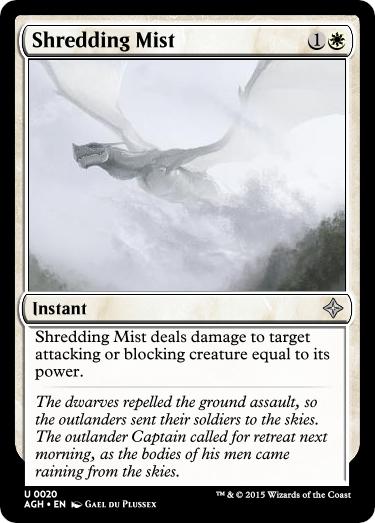 Shredding Mist 1
Instant
Shredding Mist deals damage to target
attacking or blocking creature equal to its
power.
The dwarves repelled the ground assault, so
the outlanders sent their soldiers to the skies.
The outlander Captain called for retreat next
morning, as the bodies of his men came
raining from the skies.
U 0020
AGH • EN Gael du Plussex
™ & © 2015 Wizards of the Coast